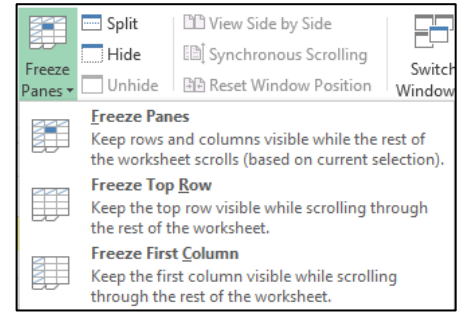 Split
Hide
Unhide
Freeze
Panes
View Side by Side
Synchronous Scrolling
Reset Window Position
Switch
Window
Freeze Panes
Keep rows and columns visible while the rest of
the worksheet scrolls (based on current selection).
Freeze Top Row
Keep the top row visible while scrolling through
the rest of the worksheet.
Freeze First Column
Keep the first column visible while scrolling
through the rest of the worksheet.